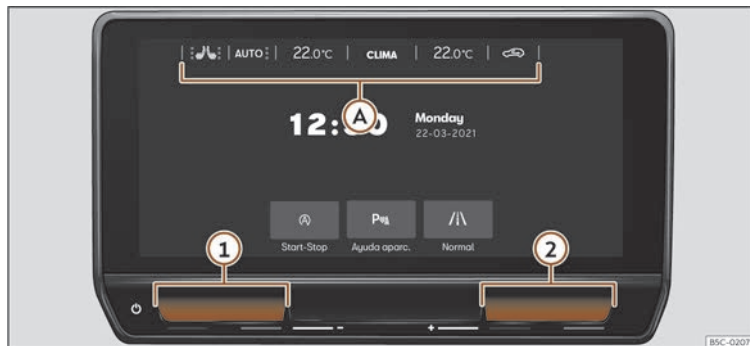 AUTO 22.0°C CLIMA 22.0°C
A
12:
Monday
22-03-2021
P
Start-Stop Ayuda aparc. Normal
1 2
- +
BSC-0207